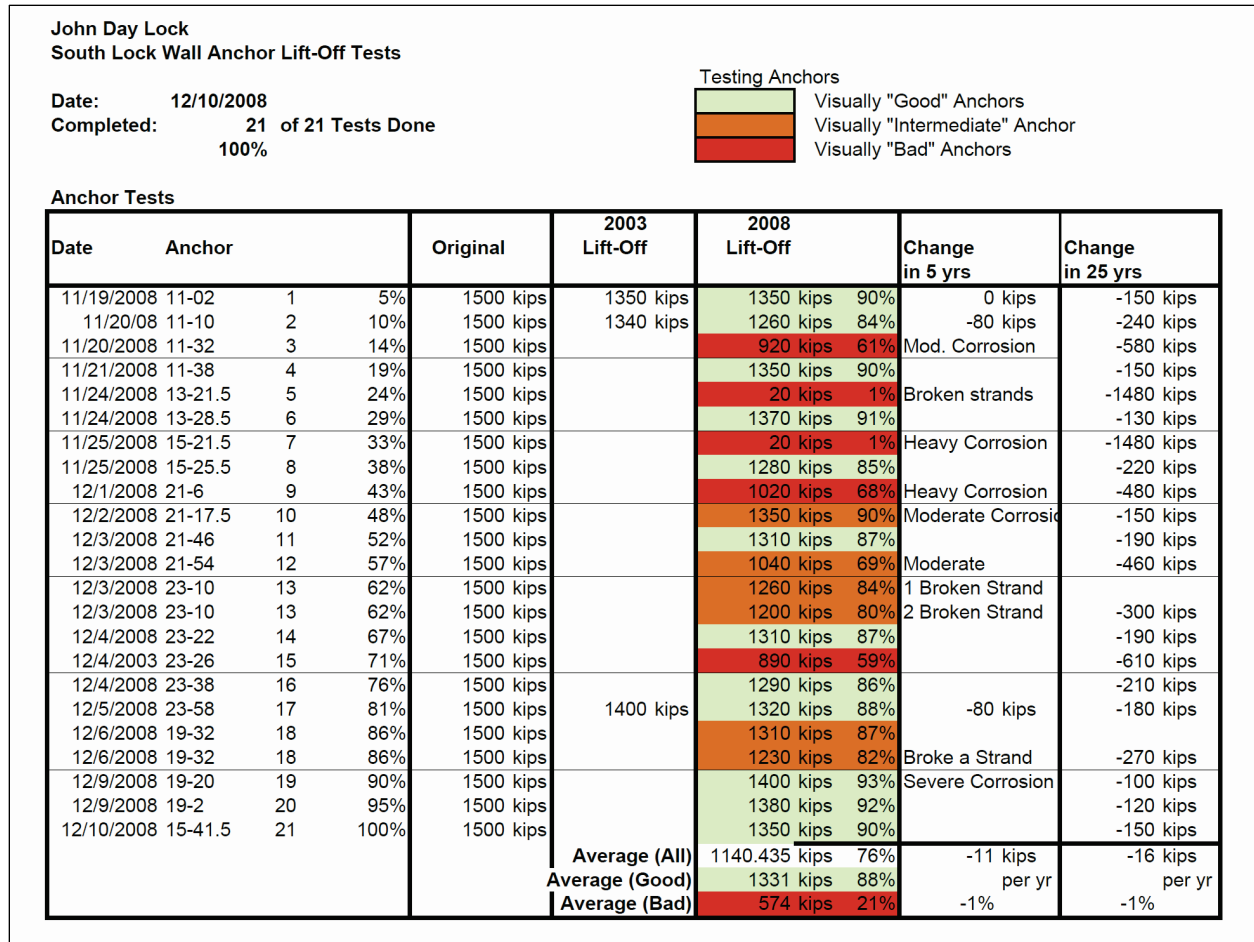 John Day Lock
South Lock Wall Anchor Lift-Off Tests
Date: 12/10/2008
Completed: 21 of 21 Tests Done
100%
Testing Anchors
Visually "Good" Anchors
Visually "Intermediate" Anchor
Visually "Bad" Anchors
Anchor Tests
Date Anchor Original 2003 Lift-Off 2008 Lift-Off Change in 5 yrs Change in 25 yrs
11/19/2008 11-02 1 5% 1500 kips 1350 kips 1350 kips 90% 0 kips -150 kips
11/20/08 11-10 2 10% 1500 kips 1340 kips 1260 kips 84% -80 kips -240 kips
11/20/2008 11-32 3 14% 1500 kips 920 kips 61% Mod. Corrosion -580 kips
11/21/2008 11-38 4 19% 1500 kips 1350 kips 90% -150 kips
11/24/2008 13-21.5 5 24% 1500 kips 20 kips 1% Broken strands -1480 kips
11/24/2008 13-28.5 6 29% 1500 kips 1370 kips 91% -130 kips
11/25/2008 15-21.5 7 33% 1500 kips 20 kips 1% Heavy Corrosion -1480 kips
11/25/2008 15-25.5 8 38% 1500 kips 1280 kips 85% -220 kips
12/1/2008 21-6 9 43% 1500 kips 1020 kips 68% Heavy Corrosion -480 kips
12/2/2008 21-17.5 10 48% 1500 kips 1350 kips 90% Moderate Corrosio -150 kips
12/3/2008 21-46 11 52% 1500 kips 1310 kips 87% -190 kips
12/3/2008 21-54 12 57% 1500 kips 1040 kips 69% Moderate -460 kips
12/3/2008 23-10 13 62% 1500 kips 1260 kips 84% 1 Broken Strand
12/3/2008 23-10 13 62% 1500 kips 1200 kips 80% 2 Broken Strand -300 kips
12/4/2008 23-22 14 67% 1500 kips 1310 kips 87% -190 kips
12/4/2003 23-26 15 71% 1500 kips 890 kips 59% -610 kips
12/4/2008 23-38 16 76% 1500 kips 1290 kips 86% -210 kips
12/5/2008 23-58 17 81% 1500 kips 1400 kips 1320 kips 88% -80 kips -180 kips
12/6/2008 19-32 18 86% 1500 kips 1310 kips 87%
12/6/2008 19-32 18 86% 1500 kips 1230 kips 82% Broke a Strand -270 kips
12/9/2008 19-20 19 90% 1500 kips 1400 kips 93% Severe Corrosion -100 kips
12/9/2008 19-2 20 95% 1500 kips 1380 kips 92% -120 kips
12/10/2008 15-41.5 21 100% 1500 kips 1350 kips 90% -150 kips
Average (All) 1140.435 kips 76% -11 kips -16 kips
Average (Good) 1331 kips 88% per yr per yr
Average (Bad) 574 kips 21% -1% -1%